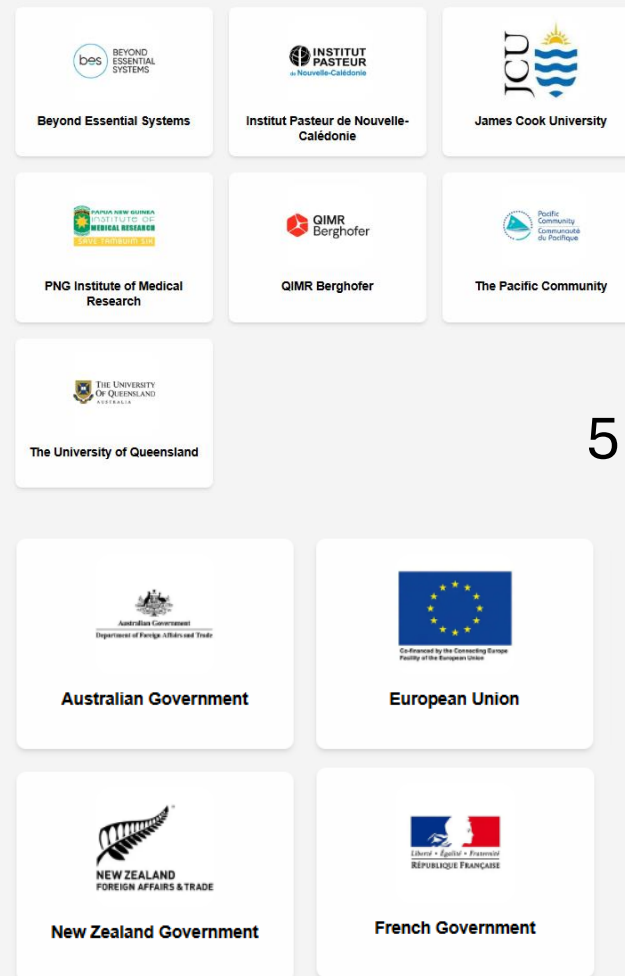 bes
BEYOND
ESSENTIAL
SYSTEMS
Beyond Essential Systems
INSTITUT
PASTEUR
de Nouvelle-Calédonie
Institut Pasteur de Nouvelle-
Calédonie
JCU
James Cook University
PAPUA NEW GUINEA
INSTITUTE OF
MEDICAL RESEARCH
SAVE TAMBUIM SIK
PNG Institute of Medical
Research
QIMR
Berghofer
QIMR Berghofer
Pacific
Community
Communauté
du Pacifique
The Pacific Community
THE UNIVERSITY
OF QUEENSLAND
AUSTRALIA
The University of Queensland
5
Australian Government
Department of Foreign Affairs and Trade
Australian Government
Co-financed by the Connecting Europe
Facility of the European Union
European Union
NEW ZEALAND
FOREIGN AFFAIRS & TRADE
New Zealand Government
Liberté • Égalité • Fraternité
RÉPUBLIQUE FRANÇAISE
French Government